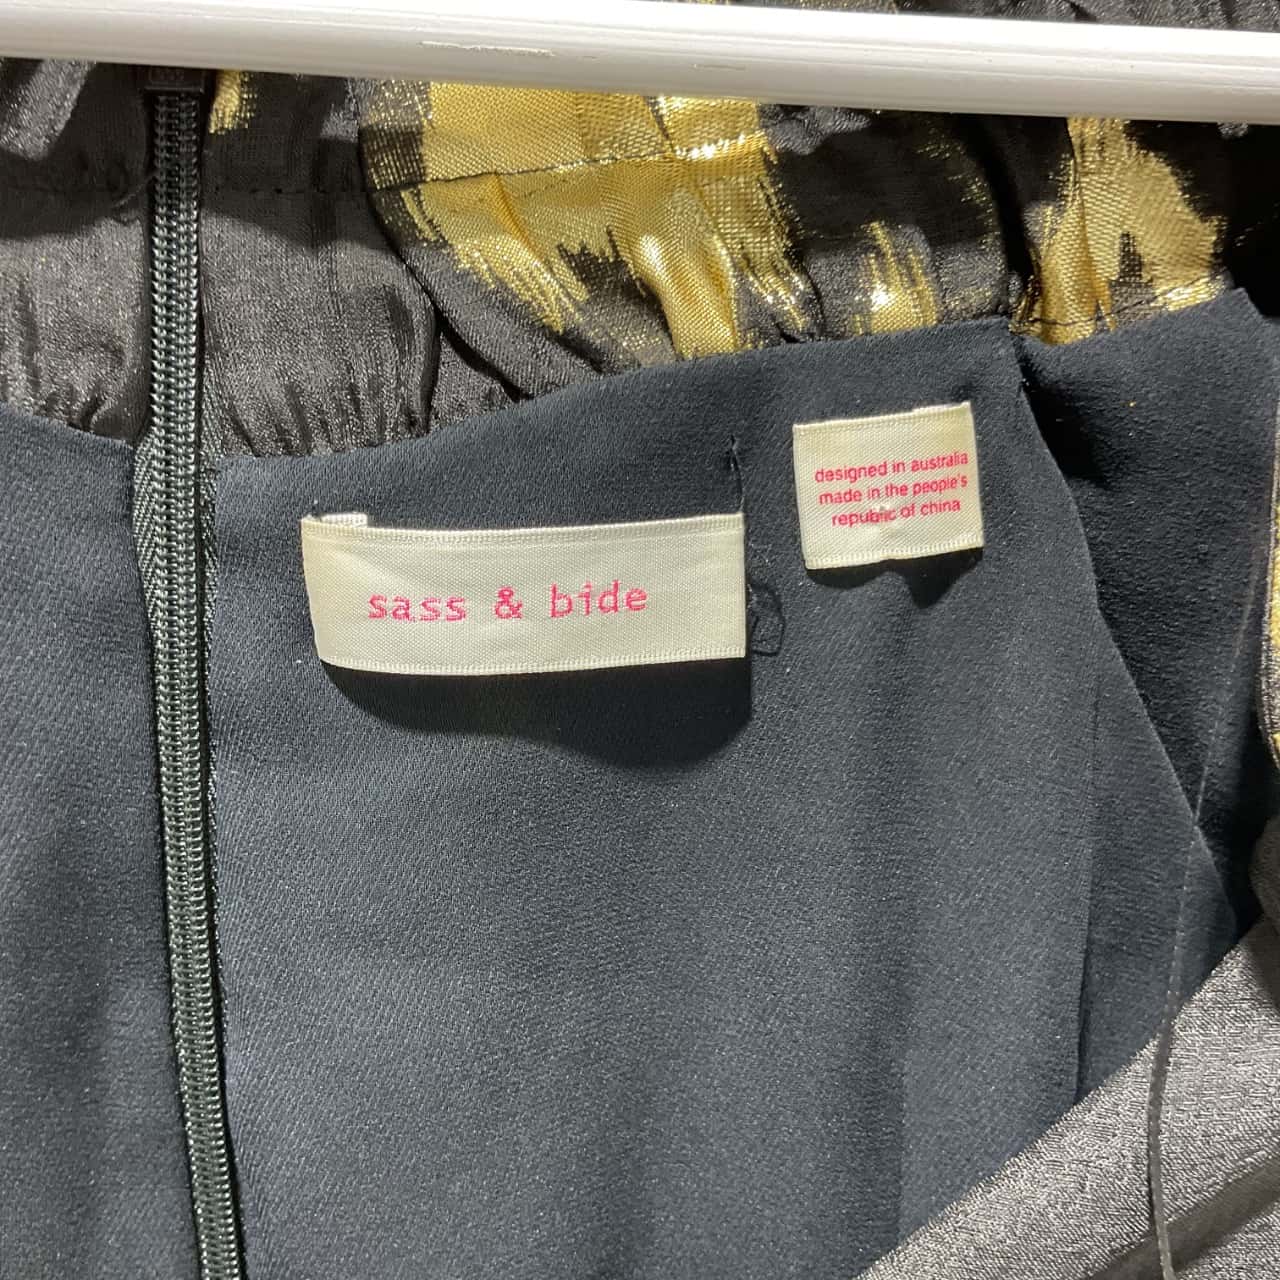 sass & bide
designed in australia
made in the people's
republic of china